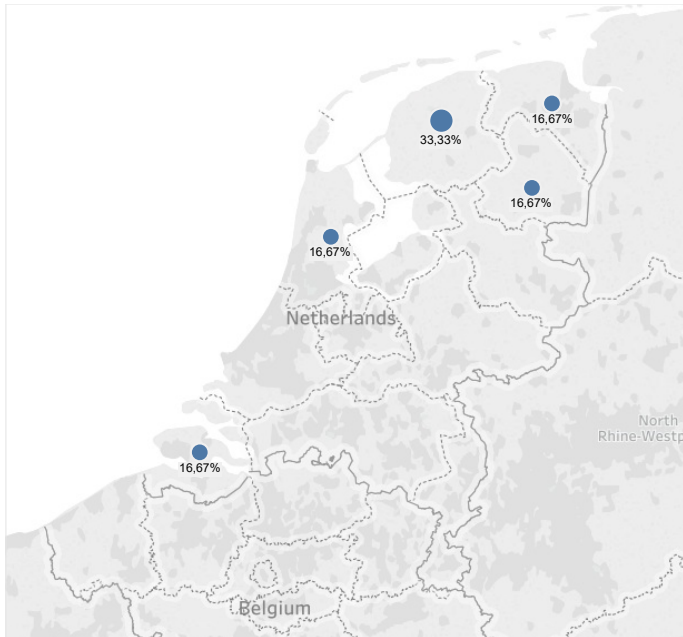 16,67%
33,33%
16,67%
16,67%
Netherlands
North
Rhine-Westp
16,67%
Belgium